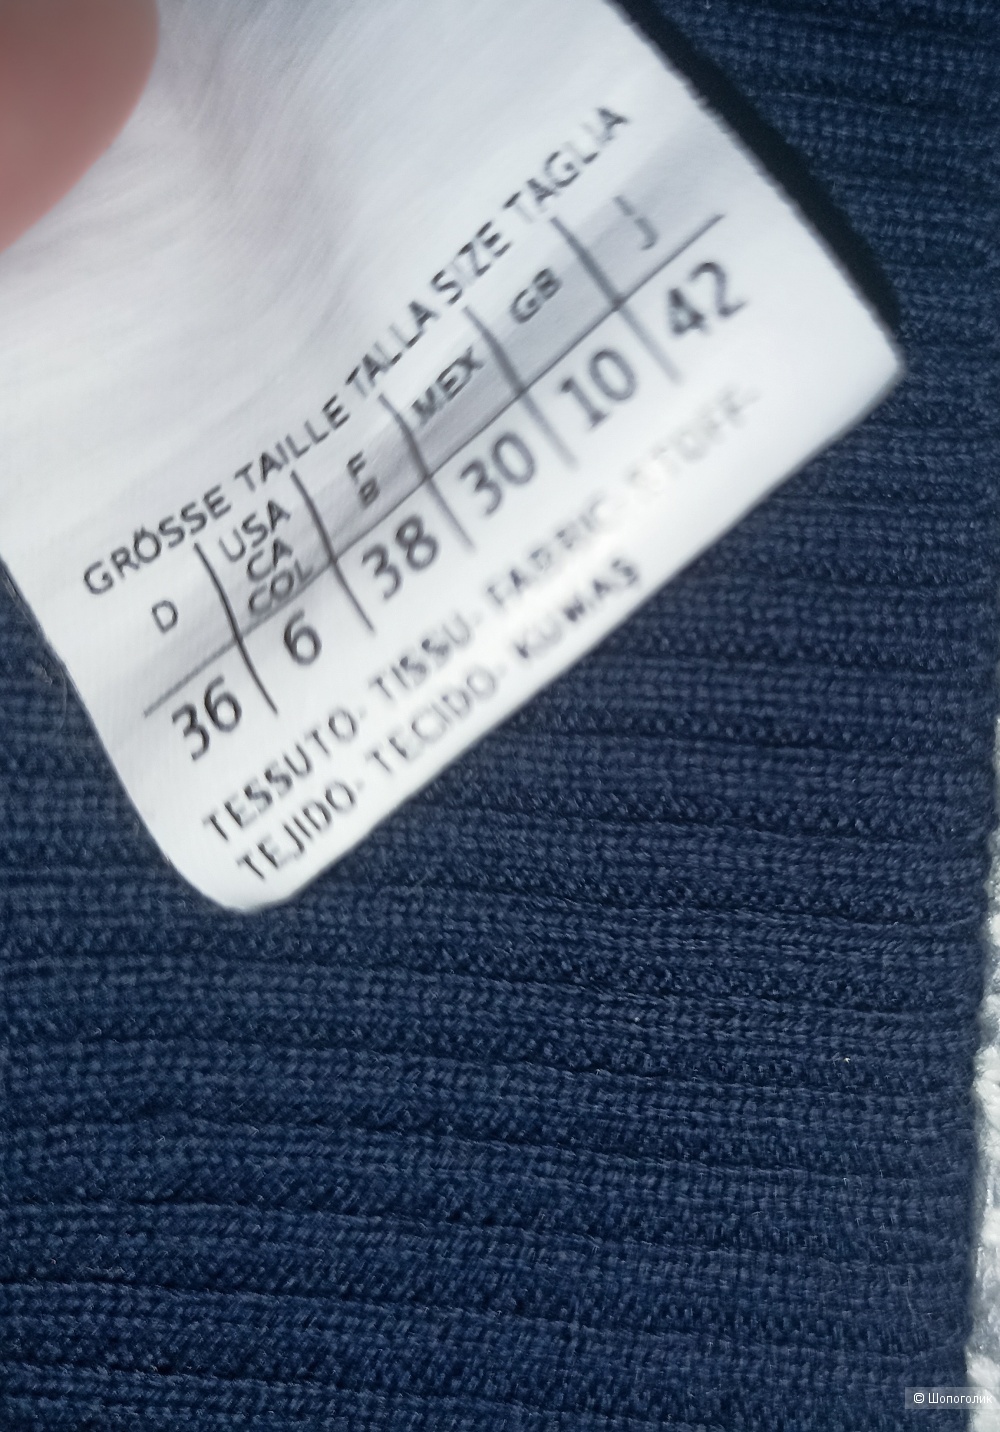 GRÖSSE TAILLE TALLA SIZE TAGLIA
D USA CA COL F B MEX GB I J
36 6 38 30 10 42
TESSUTO- TISSU- FABRIC- STOFF-
TEJIDO- TECIDO- KUMAŞ
© Шопоголик